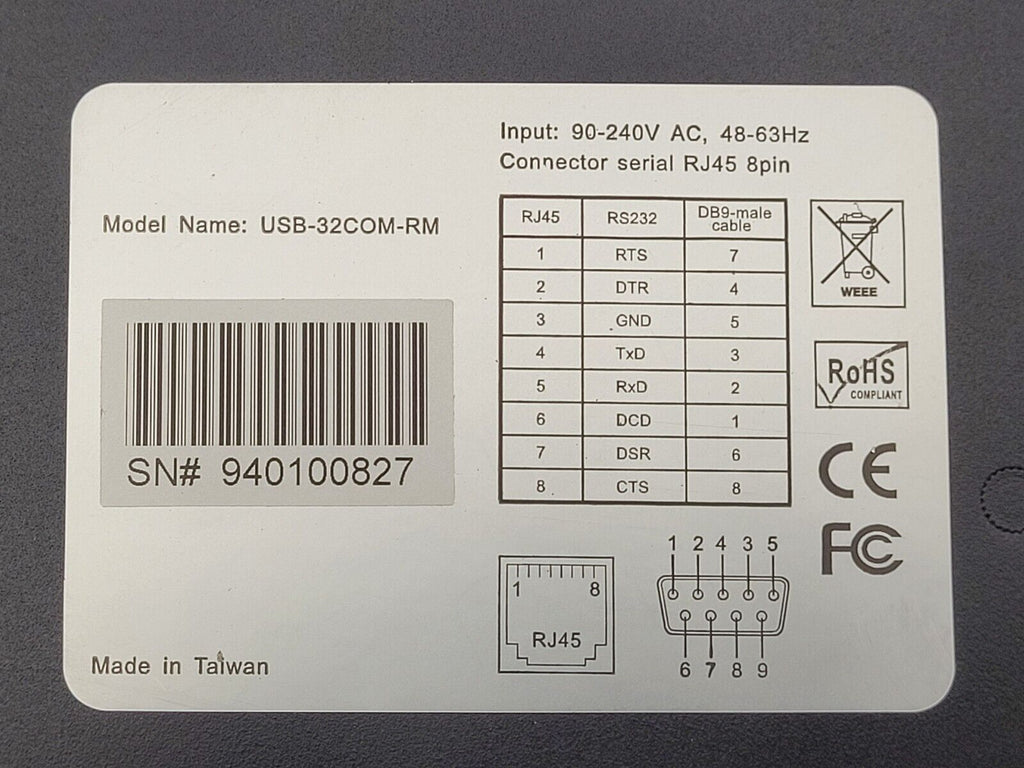 Input: 90-240V AC, 48-63Hz
Connector serial RJ45 8pin
Model Name: USB-32COM-RM
SN# 940100827
Made in Taiwan
RJ45 RS232 DB9-male cable
1 RTS 7
2 DTR 4
3 GND 5
4 TxD 3
5 RxD 2
6 DCD 1
7 DSR 6
8 CTS 8
WEEE
RoHS
COMPLIANT
CE
FC
1 8
RJ45
1 2 4 3 5
6 7 8 9